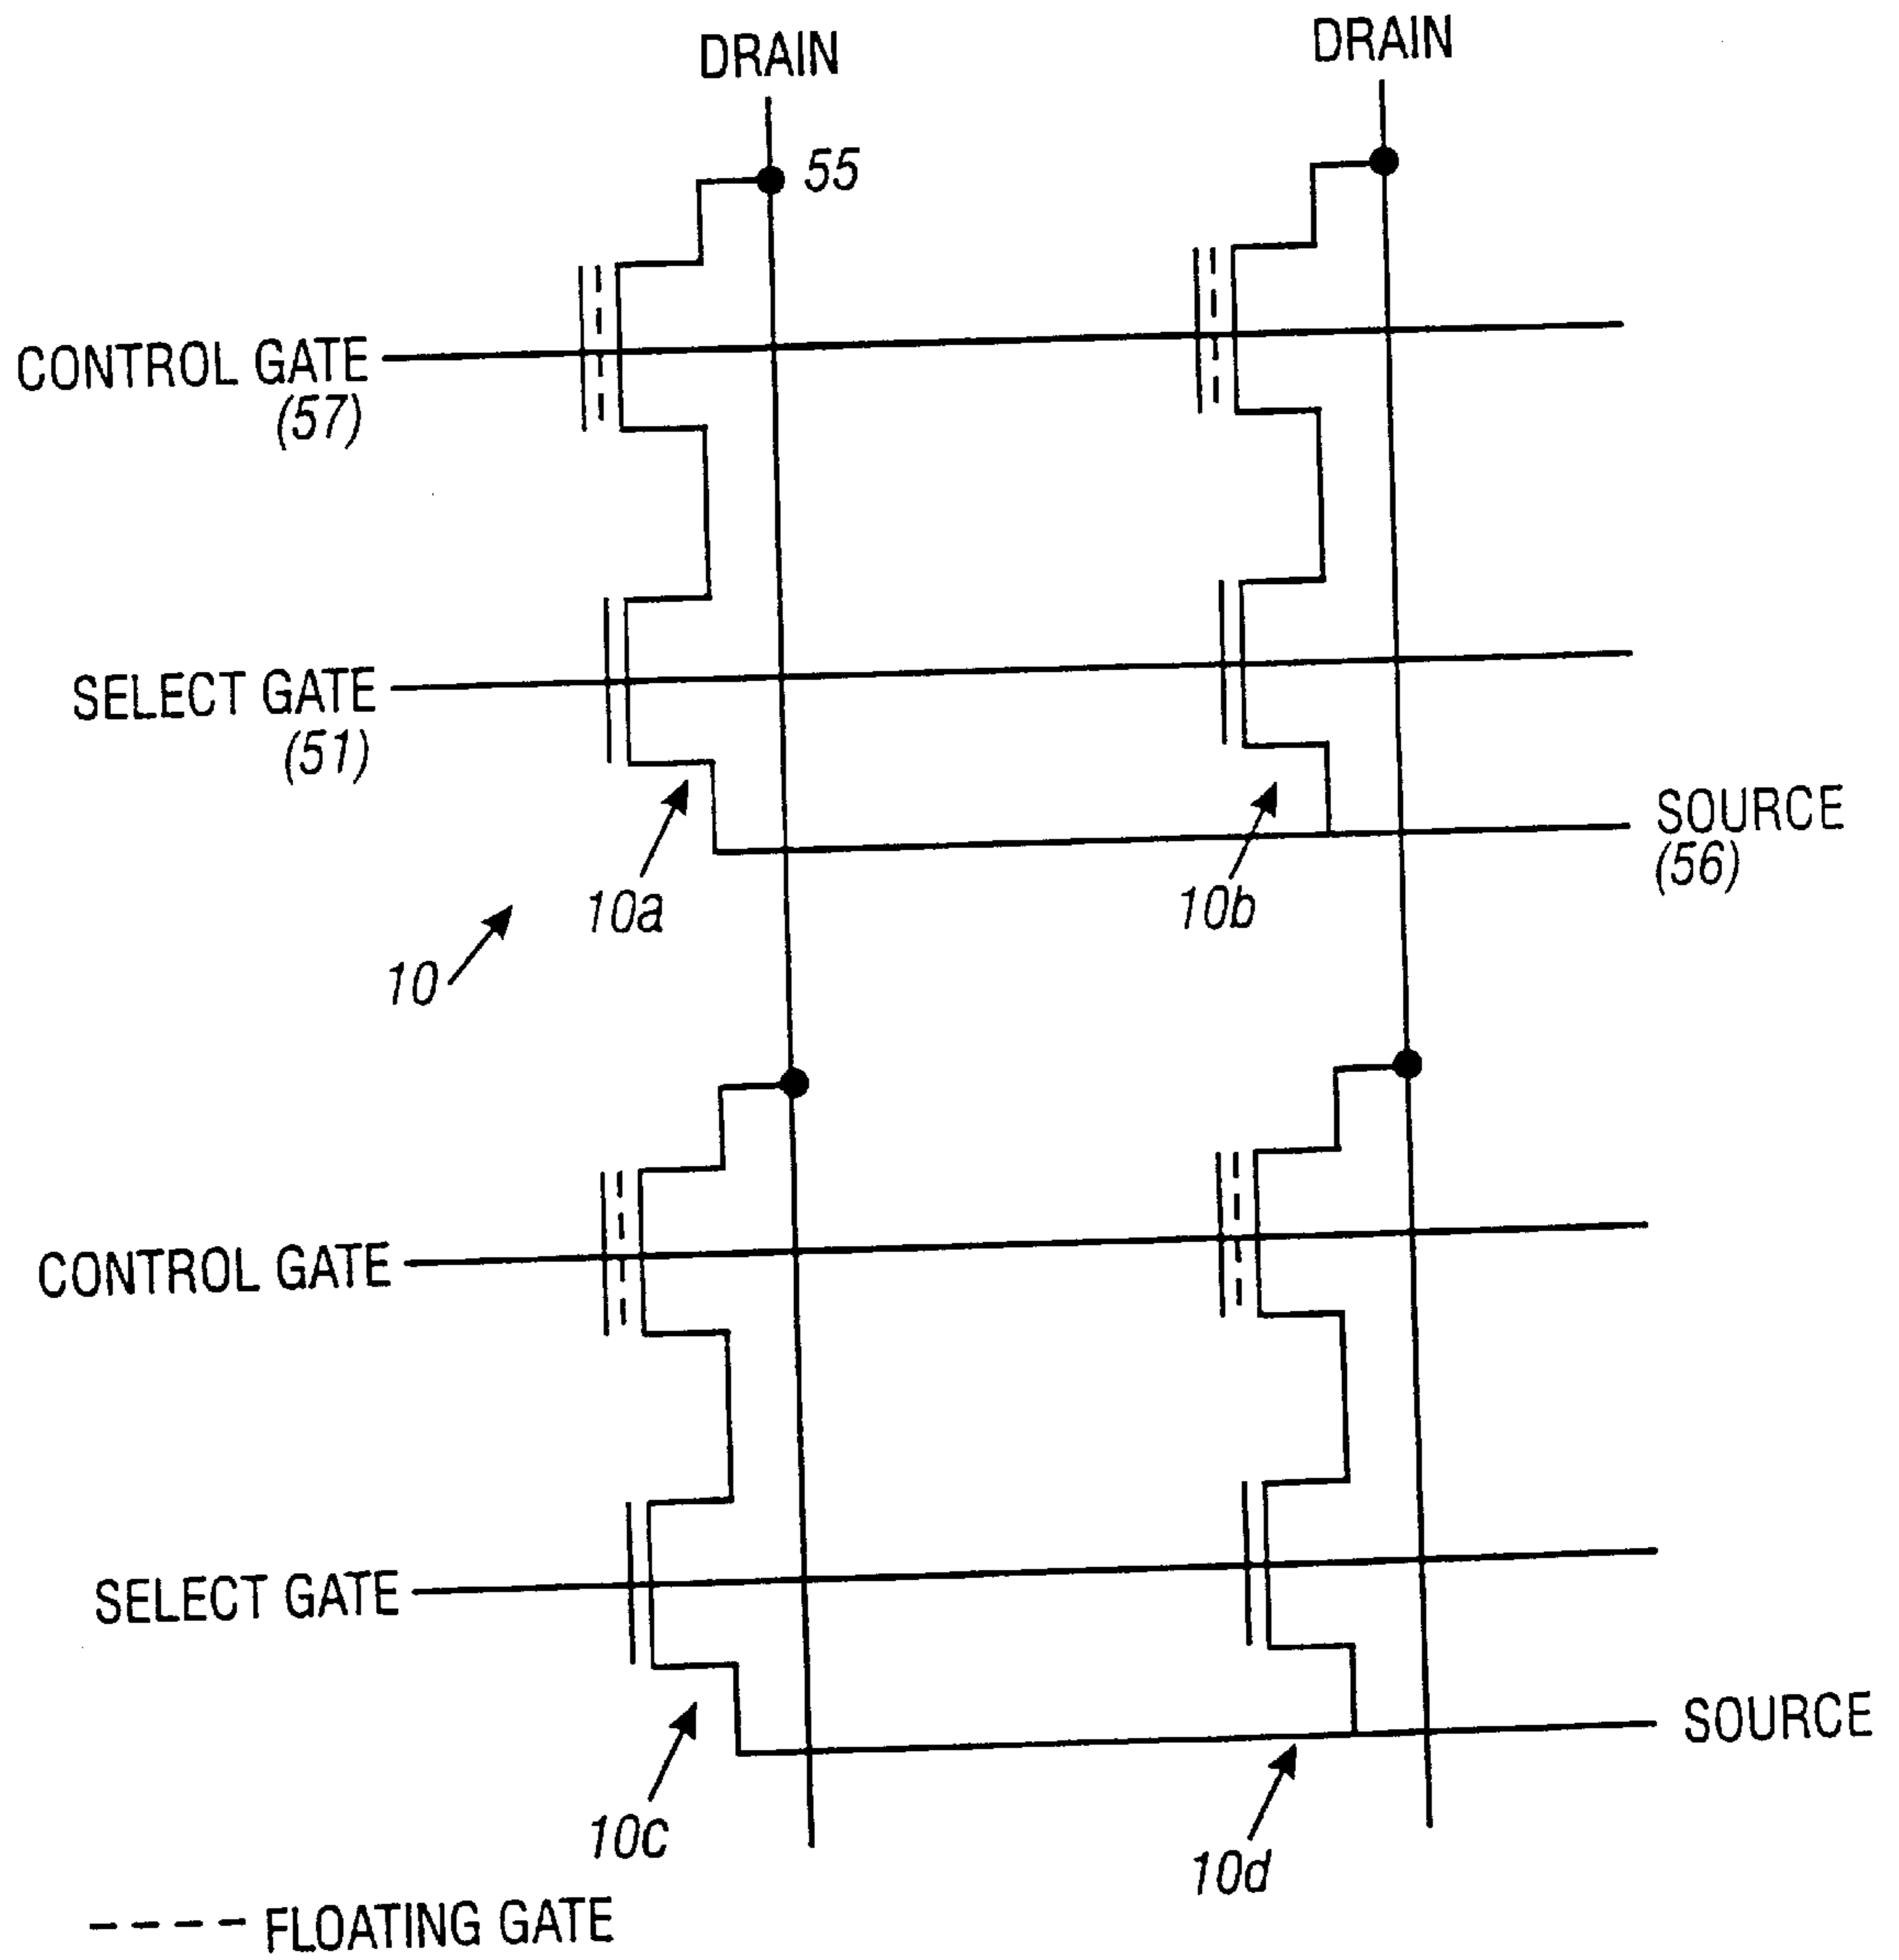 DRAIN
DRAIN
55
CONTROL GATE
(57)
SELECT GATE
(51)
SOURCE
(56)
10a
10b
10
CONTROL GATE
SELECT GATE
SOURCE
10c
10d
---- FLOATING GATE